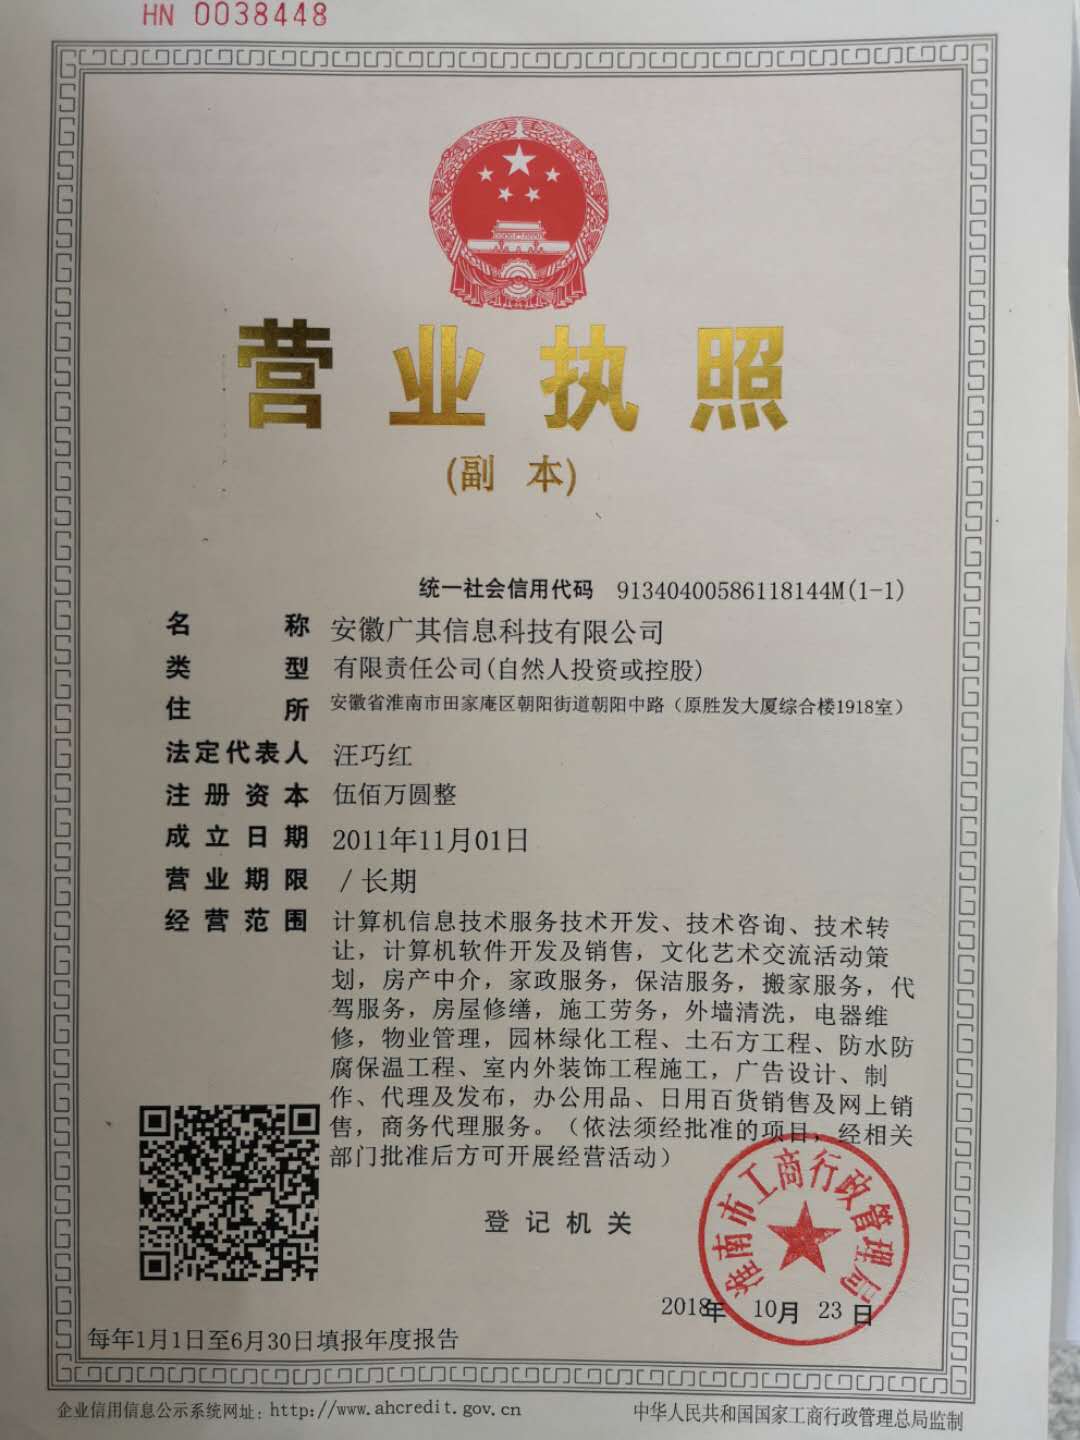 HN 0038448
营业执照
(副 本)
统一社会信用代码 91340400586118144M(1-1)
名 称 安徽广其信息科技有限公司
类 型 有限责任公司(自然人投资或控股)
住 所 安徽省淮南市田家庵区朝阳街道朝阳中路（原胜发大厦综合楼1918室）
法定代表人 汪巧红
注册资本 伍佰万圆整
成立日期 2011年11月01日
营业期限 / 长期
经营范围 计算机信息技术服务技术开发、技术咨询、技术转
让，计算机软件开发及销售，文化艺术交流活动策
划，房产中介，家政服务，保洁服务，搬家服务，代
驾服务，房屋修缮，施工劳务，外墙清洗，电器维
修，物业管理，园林绿化工程、土石方工程、防水防
腐保温工程、室内外装饰工程施工，广告设计、制
作、代理及发布，办公用品、日用百货销售及网上销
售，商务代理服务。（依法须经批准的项目，经相关
部门批准后方可开展经营活动）
登记机关
淮南市工商行政管理局
2018年 10月 23日
每年1月1日至6月30日填报年度报告
企业信用信息公示系统网址：http://www.ahcredit.gov.cn
中华人民共和国国家工商行政管理总局监制